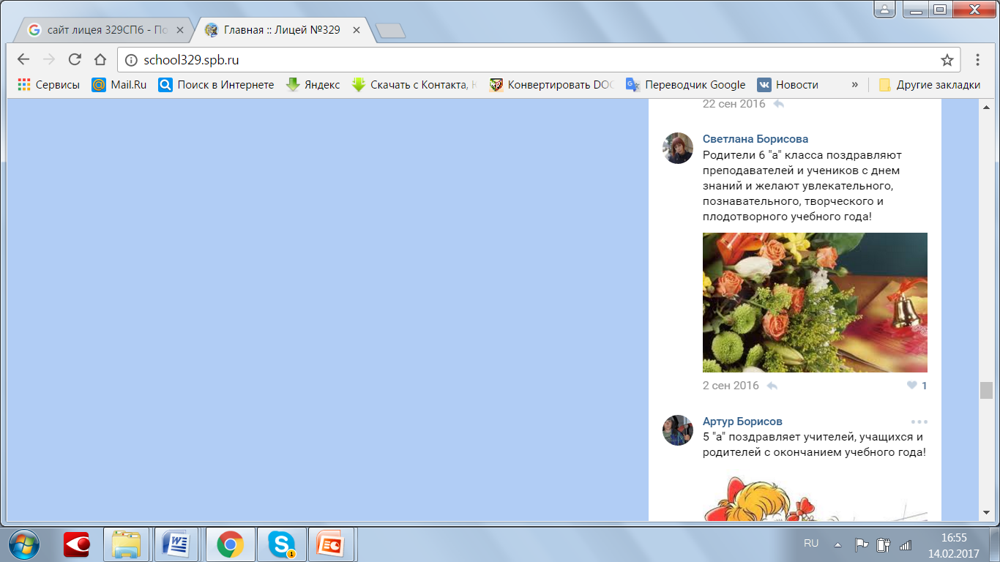 сайт лицея 329СПб - По
Главная :: Лицей №329
school329.spb.ru
Сервисы
Mail.Ru
Поиск в Интернете
Яндекс
Скачать с Контакта, Н
Конвертировать DOC
Переводчик Google
Новости
»
Другие закладки
22 сен 2016
Светлана Борисова
Родители 6 "а" класса поздравляют
преподавателей и учеников с днем
знаний и желают увлекательного,
познавательного, творческого и
плодотворного учебного года!
2 сен 2016
1
Артур Борисов
5 "а" поздравляет учителей, учащихся и
родителей с окончанием учебного года!
1
RU
16:55
14.02.2017